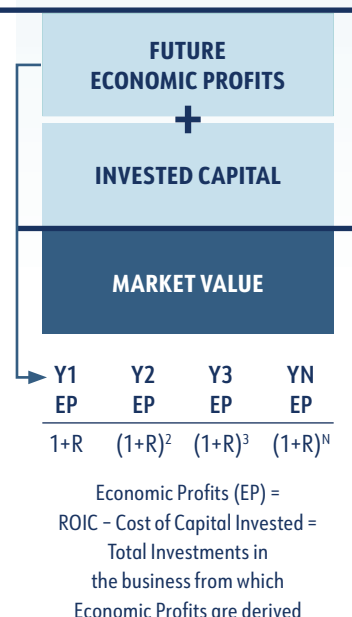 FUTURE
ECONOMIC PROFITS
+
INVESTED CAPITAL
MARKET VALUE
Y1 Y2 Y3 YN
EP EP EP EP
1+R (1+R)² (1+R)³ (1+R)ᴺ
Economic Profits (EP) =
ROIC – Cost of Capital Invested =
Total Investments in
the business from which
Economic Profits are derived